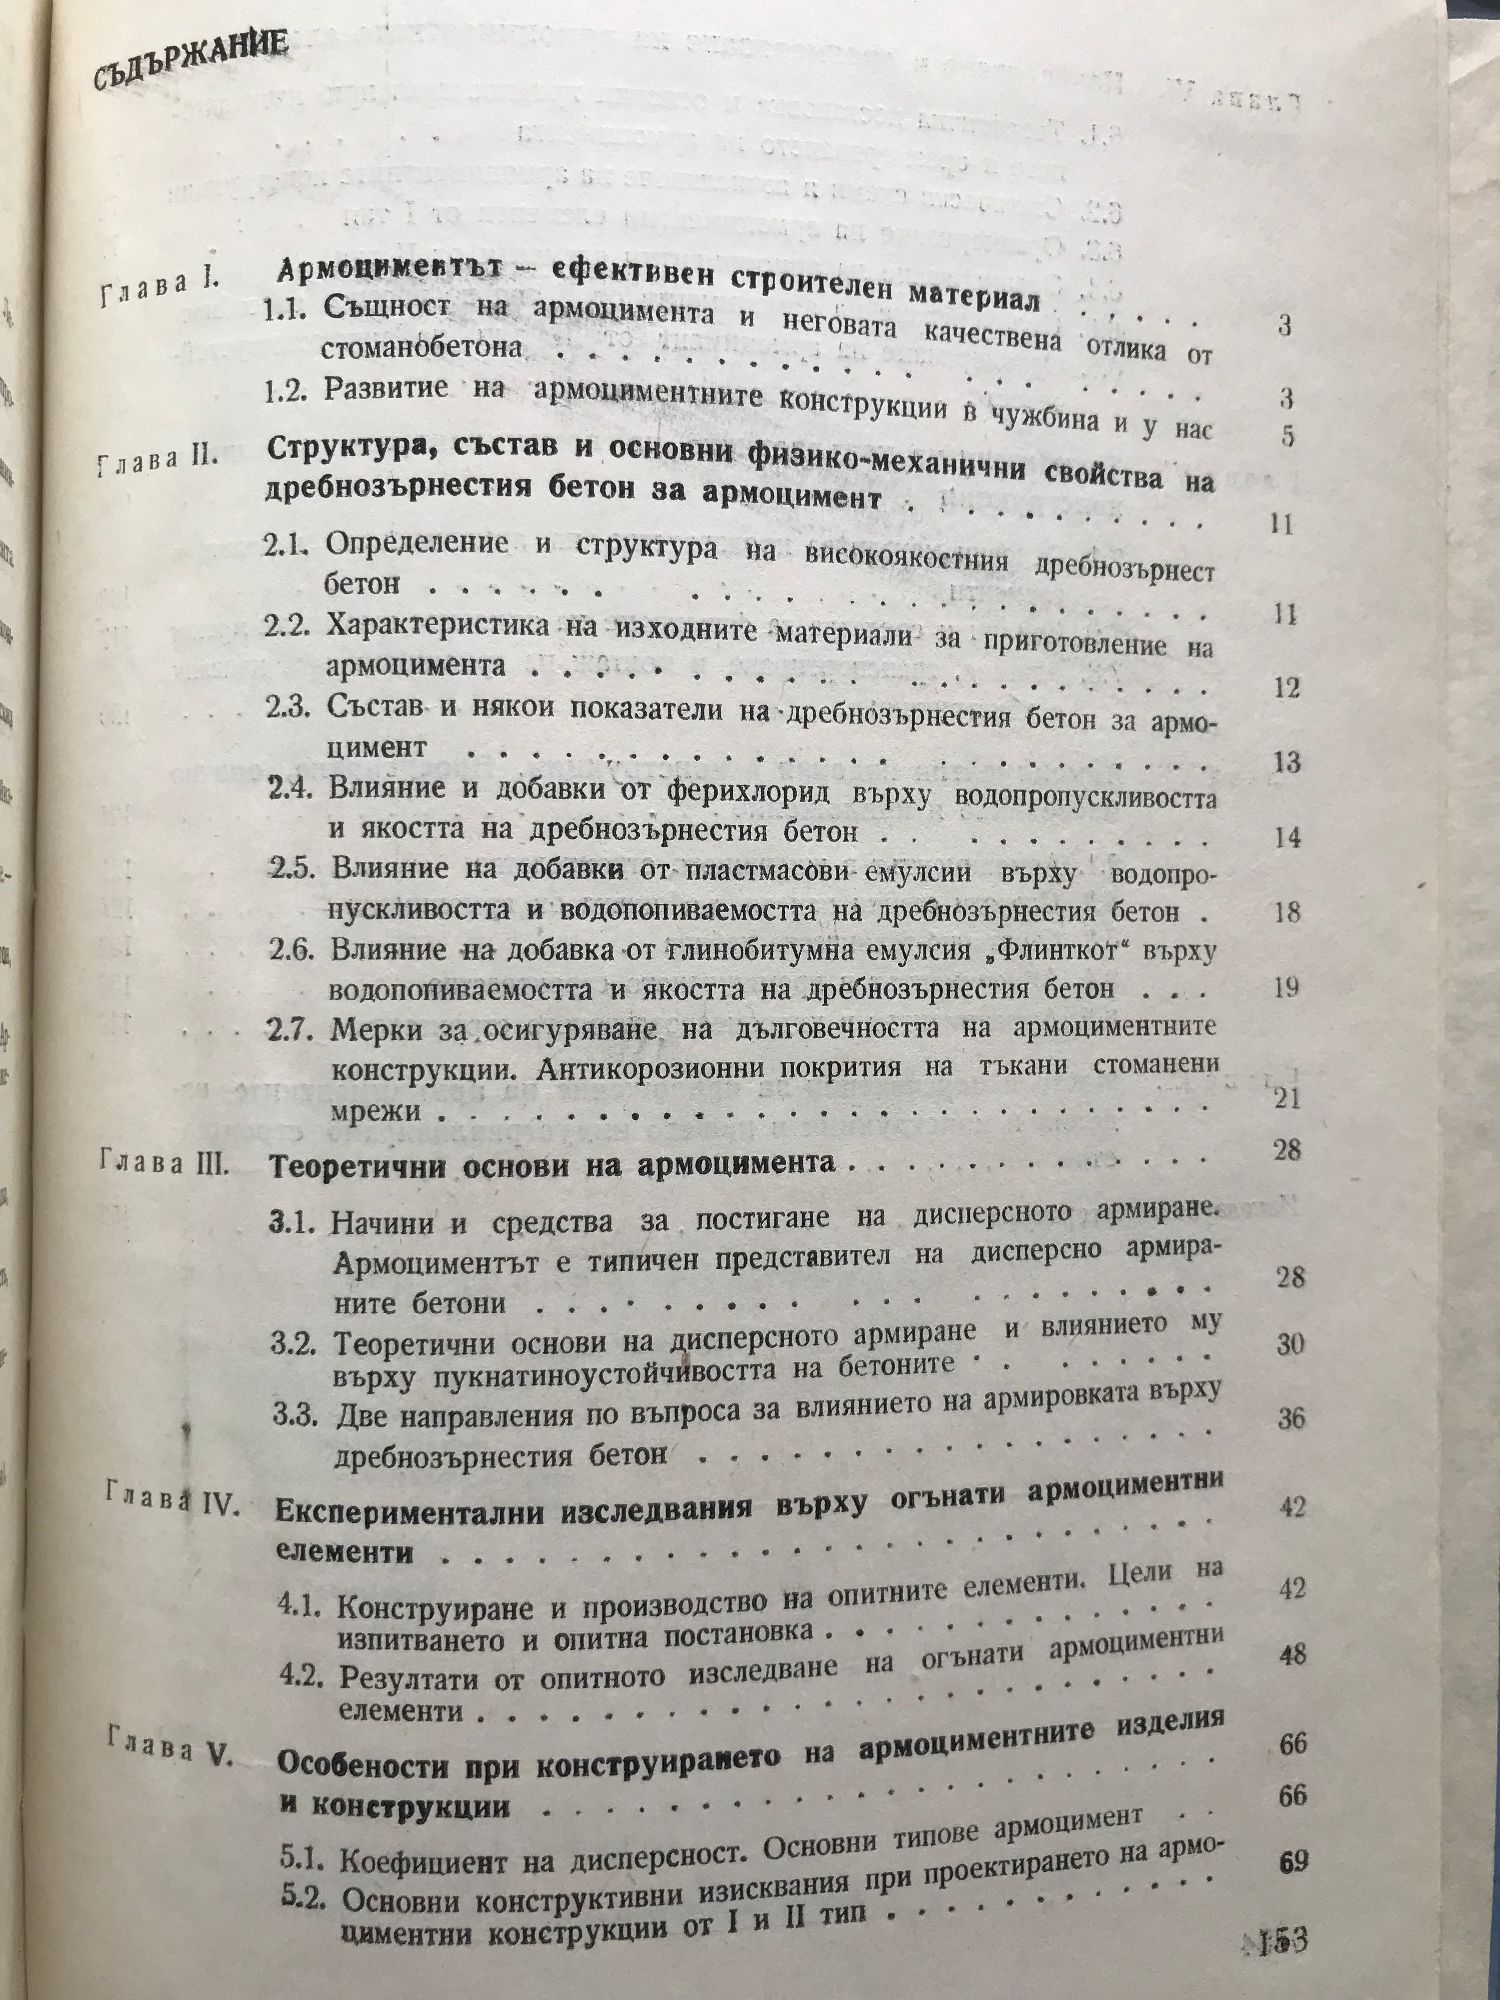 СЪДЪРЖАНИЕ
Глава I. Армоциментът – ефективен строителен материал . . . . . 3
1.1. Същност на армоцимента и неговата качествена отлика от
стоманобетона . . . . . . . . . . . . . . . 3
1.2. Развитие на армоциментните конструкции в чужбина и у нас 5
Глава II. Структура, състав и основни физико-механични свойства на
дребнозърнестия бетон за армоцимент . . . . . . . . . . 11
2.1. Определение и структура на високоякостния дребнозърнест
бетон . . . . . . . . . . . . . . . . . . 11
2.2. Характеристика на изходните материали за приготовление на
армоцимента . . . . . . . . . . . . . . . . . 12
2.3. Състав и някои показатели на дребнозърнестия бетон за армо-
цимент . . . . . . . . . . . . . . . . . . 13
2.4. Влияние и добавки от ферихлорид върху водопропускливостта
и якостта на дребнозърнестия бетон . . . . . . . . . . 14
2.5. Влияние на добавки от пластмасови емулсии върху водопро-
пускливостта и водопопиваемостта на дребнозърнестия бетон . 18
2.6. Влияние на добавка от глинобитумна емулсия „Флинткот“ върху
водопопиваемостта и якостта на дребнозърнестия бетон . . . 19
2.7. Мерки за осигуряване на дълговечността на армоциментните
конструкции. Антикорозионни покрития на тъкани стоманени
мрежи . . . . . . . . . . . . . . . . . . . 21
Глава III. Теоретични основи на армоцимента . . . . . . . . . . . . 28
3.1. Начини и средства за постигане на дисперсното армиране.
Армоциментът е типичен представител на дисперсно армира-
ните бетони . . . . . . . . . . . . . . . . . 28
3.2. Теоретични основи на дисперсното армиране и влиянието му
върху пукнатиноустойчивостта на бетоните . . . . . . . 30
3.3. Две направления по въпроса за влиянието на армировката върху
дребнозърнестия бетон . . . . . . . . . . . . . . . 36
Глава IV. Експериментални изследвания върху огънати армоциментни
елементи . . . . . . . . . . . . . . . . . . . 42
4.1. Конструиране и производство на опитните елементи. Цели на
изпитването и опитна постановка . . . . . . . . . . . . 42
4.2. Резултати от опитното изследване на огънати армоциментни
елементи . . . . . . . . . . . . . . . . . . 48
Глава V. Особености при конструирането на армоциментните изделия
и конструкции . . . . . . . . . . . . . . . . . 66
5.1. Коефициент на дисперсност. Основни типове армоцимент . . 66
5.2. Основни конструктивни изисквания при проектирането на армо-
циментни конструкции от I и II тип . . . . . . . . . . 69
153